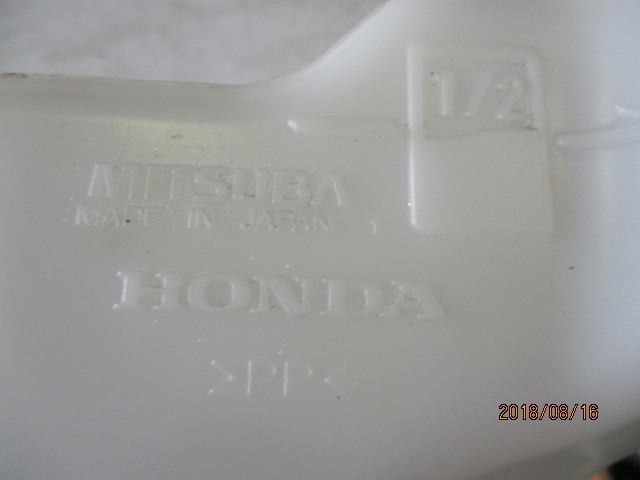 1/2
MITSUBA
MADE IN JAPAN
HONDA
>PP<
2018/08/16